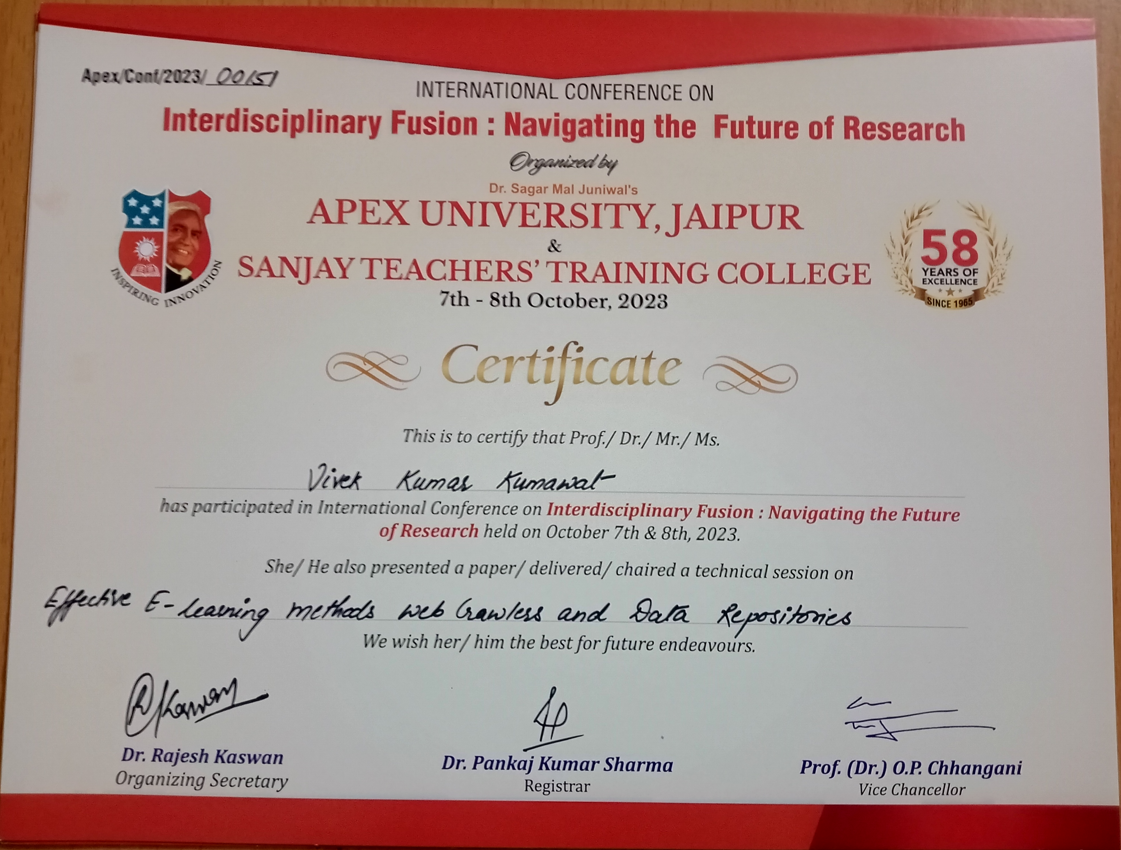 Apex/Conf/2023/ 00151
INTERNATIONAL CONFERENCE ON
Interdisciplinary Fusion : Navigating the Future of Research
Organized by
Dr. Sagar Mal Juniwal's
APEX UNIVERSITY, JAIPUR
&
SANJAY TEACHERS' TRAINING COLLEGE
7th - 8th October, 2023
INSPIRING INNOVATION
58
YEARS OF
EXCELLENCE
SINCE 1965
Certificate
This is to certify that Prof./ Dr./ Mr./ Ms.
Vivek Kumar Kumawat
has participated in International Conference on Interdisciplinary Fusion : Navigating the Future
of Research held on October 7th & 8th, 2023.
She/ He also presented a paper/ delivered/ chaired a technical session on
Effective E-learning methods web Crawless and Data Repositories
We wish her/ him the best for future endeavours.
RKaswan
Dr. Rajesh Kaswan
Organizing Secretary
Dr. Pankaj Kumar Sharma
Registrar
Prof. (Dr.) O.P. Chhangani
Vice Chancellor